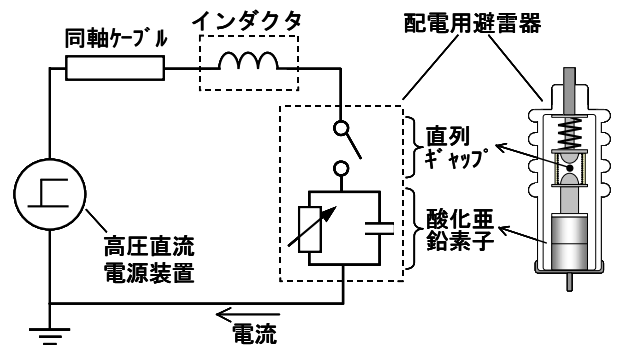 同軸ｹｰﾌﾞﾙ
インダクタ
配電用避雷器
直列
ｷﾞｬｯﾌﾟ
酸化亜
鉛素子
高圧直流
電源装置
電流